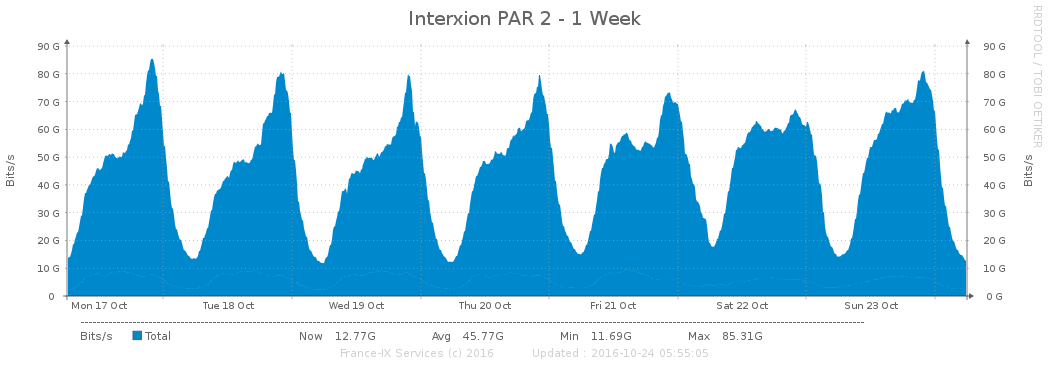 Interxion PAR 2 - 1 Week
RRDTOOL / TOBI OETIKER
90 G 90 G
80 G 80 G
70 G 70 G
60 G 60 G
50 G 50 G
40 G 40 G
30 G 30 G
20 G 20 G
10 G 10 G
0 0 G
Bits/s
Bits/s
Mon 17 Oct Tue 18 Oct Wed 19 Oct Thu 20 Oct Fri 21 Oct Sat 22 Oct Sun 23 Oct
Bits/s Total Now 12.77G Avg 45.77G Min 11.69G Max 85.31G
France-IX Services (c) 2016 Updated : 2016-10-24 05:55:05